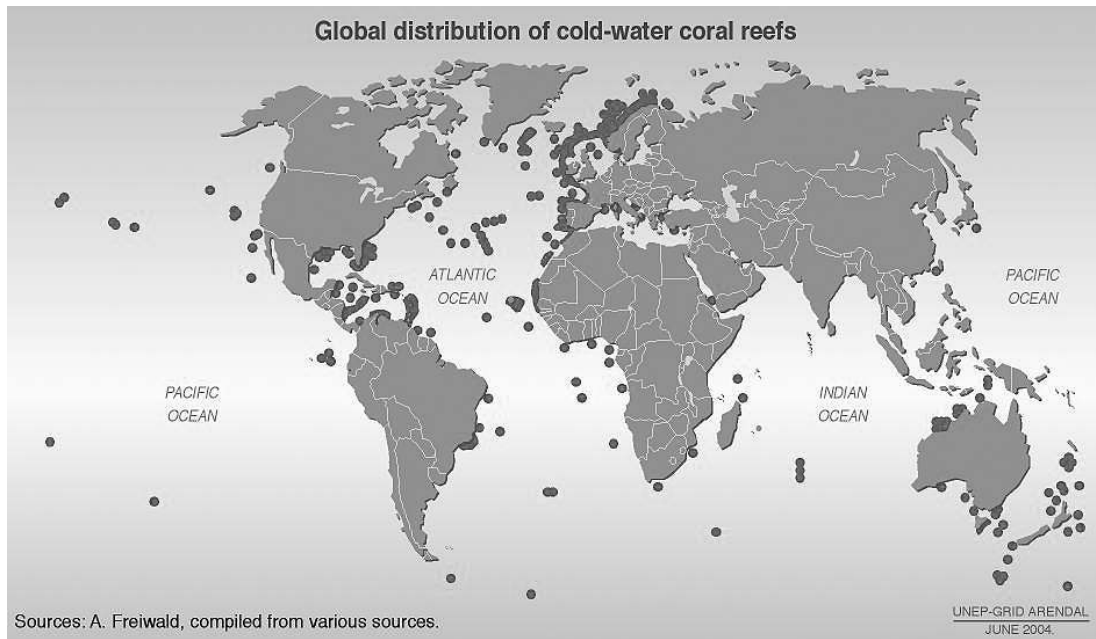 Global distribution of cold-water coral reefs
ATLANTIC
OCEAN
PACIFIC
OCEAN
PACIFIC
OCEAN
INDIAN
OCEAN
Sources: A. Freiwald, compiled from various sources.
UNEP-GRID ARENDAL
JUNE 2004.